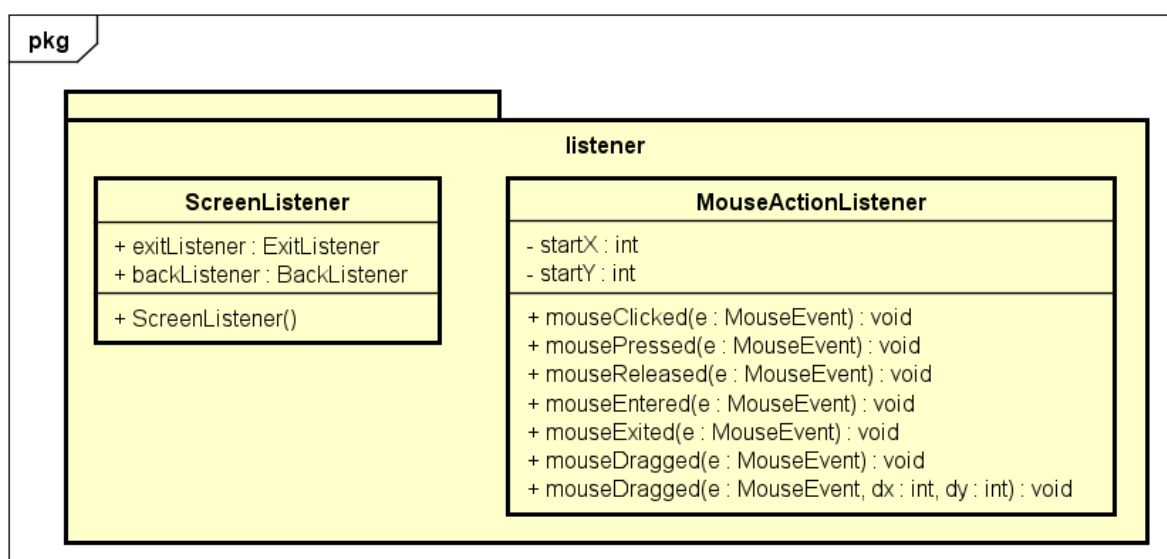 pkg
listener
ScreenListener
+ exitListener : ExitListener
+ backListener : BackListener
+ ScreenListener()
MouseActionListener
- startX : int
- startY : int
+ mouseClicked(e : MouseEvent) : void
+ mousePressed(e : MouseEvent) : void
+ mouseReleased(e : MouseEvent) : void
+ mouseEntered(e : MouseEvent) : void
+ mouseExited(e : MouseEvent) : void
+ mouseDragged(e : MouseEvent) : void
+ mouseDragged(e : MouseEvent, dx : int, dy : int) : void